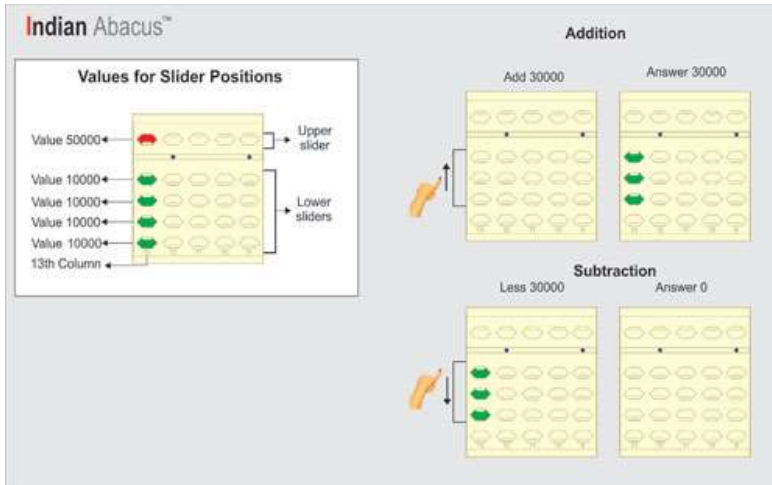 Indian Abacus™
Values for Slider Positions
Value 50000
Upper slider
Value 10000
Value 10000
Value 10000
Value 10000
Lower sliders
13th Column
Addition
Add 30000
Answer 30000
Subtraction
Less 30000
Answer 0